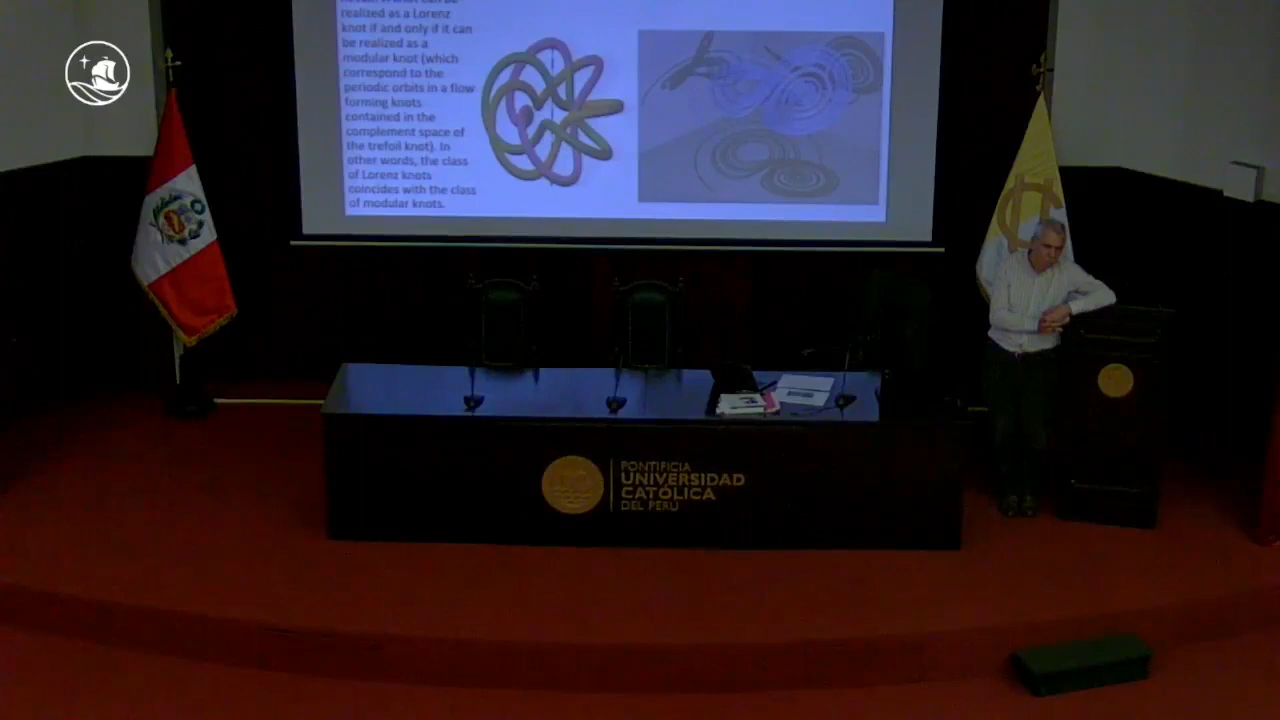 realized as a Lorenz
knot if and only if it can
be realized as a
modular knot (which
correspond to the
periodic orbits in a flow
forming knots
contained in the
complement space of
the trefoil knot). In
other words, the class
of Lorenz knots
coincides with the class
of modular knots.
PONTIFICIA
UNIVERSIDAD
CATÓLICA
DEL PERÚ